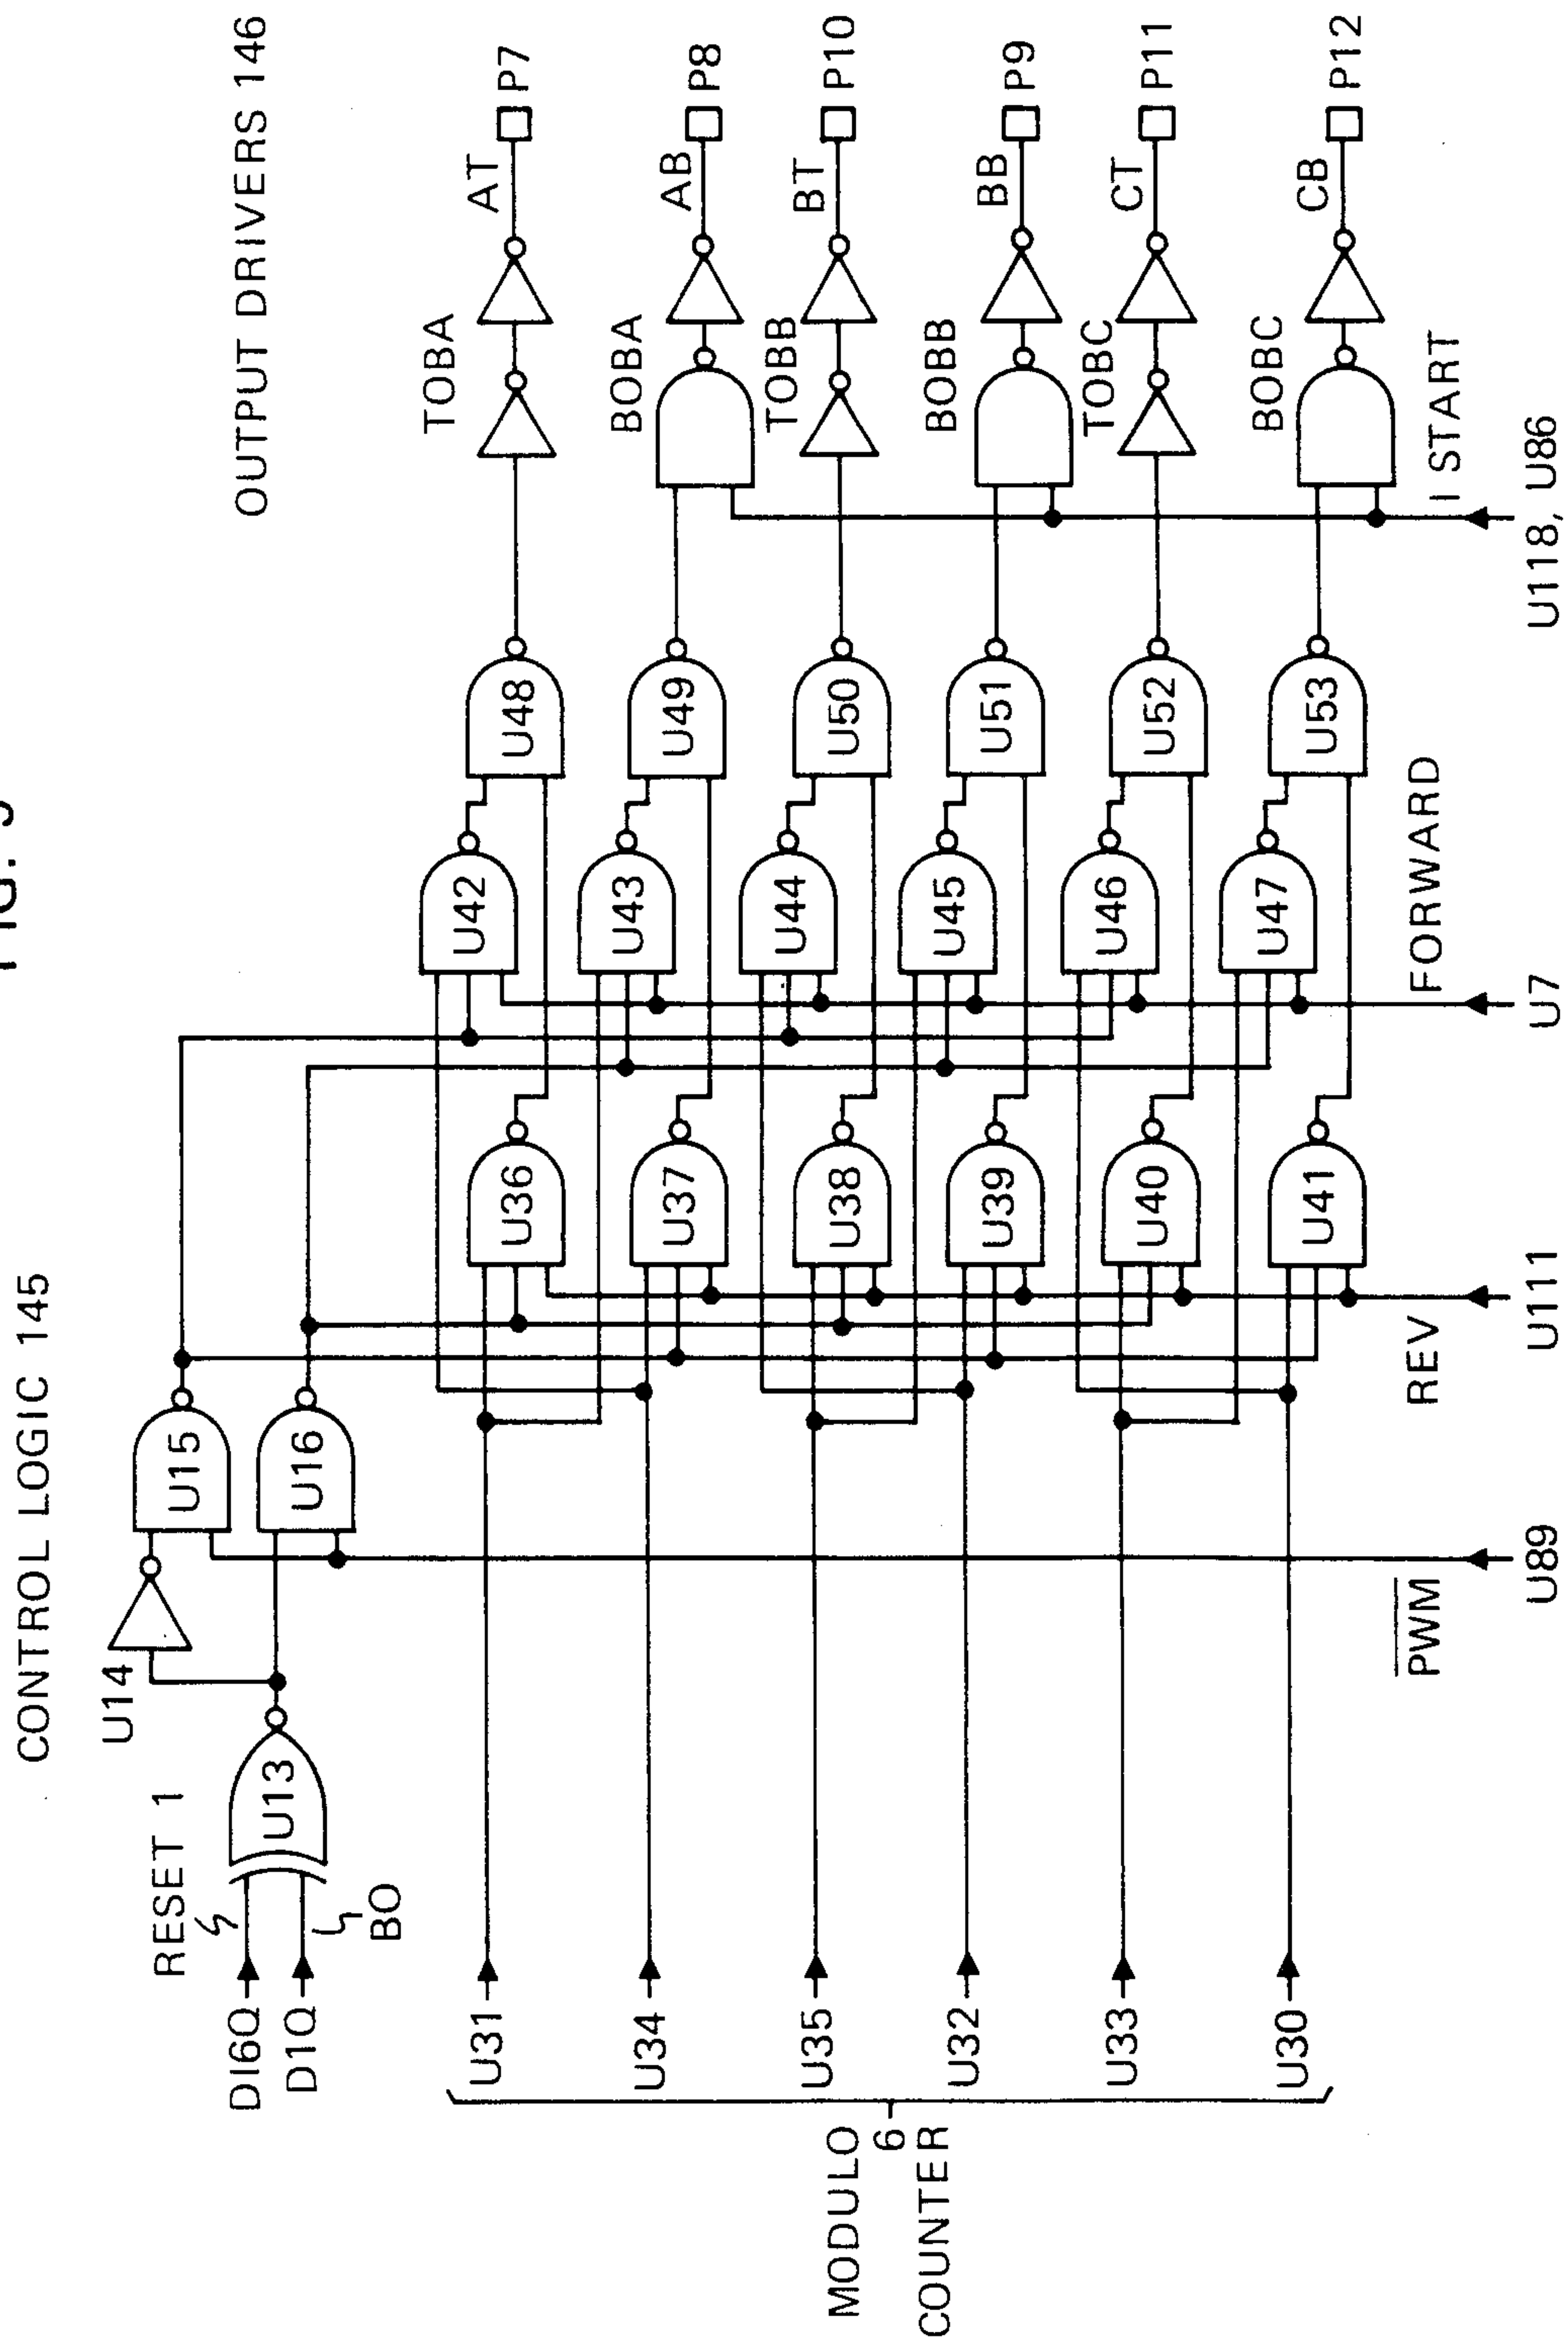 FIG. 9
CONTROL LOGIC 145
OUTPUT DRIVERS 146
RESET 1
DI6Q
D1Q
BO
U13
U14
U15
U16
MODULO
6
COUNTER
U31
U34
U35
U32
U33
U30
U36
U37
U38
U39
U40
U41
U42
U43
U44
U45
U46
U47
U48
U49
U50
U51
U52
U53
TOBA
BOBA
TOBB
BOBB
TOBC
BOBC
AT
AB
BT
BB
CT
CB
P7
P8
P10
P9
P11
P12
PWM
REV
FORWARD
I START
U89
U111
U7
U118, U86